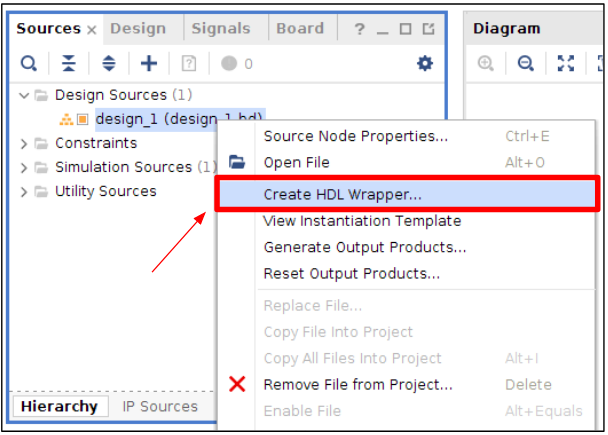 Sources × Design Signals Board ? _
Diagram
0
Design Sources (1)
design_1 (design_1.bd)
Constraints
Simulation Sources (1)
Utility Sources
Source Node Properties... Ctrl+E
Open File Alt+O
Create HDL Wrapper...
View Instantiation Template
Generate Output Products...
Reset Output Products...
Replace File...
Copy File Into Project
Copy All Files Into Project Alt+I
Remove File from Project... Delete
Enable File Alt+Equals
Hierarchy IP Sources